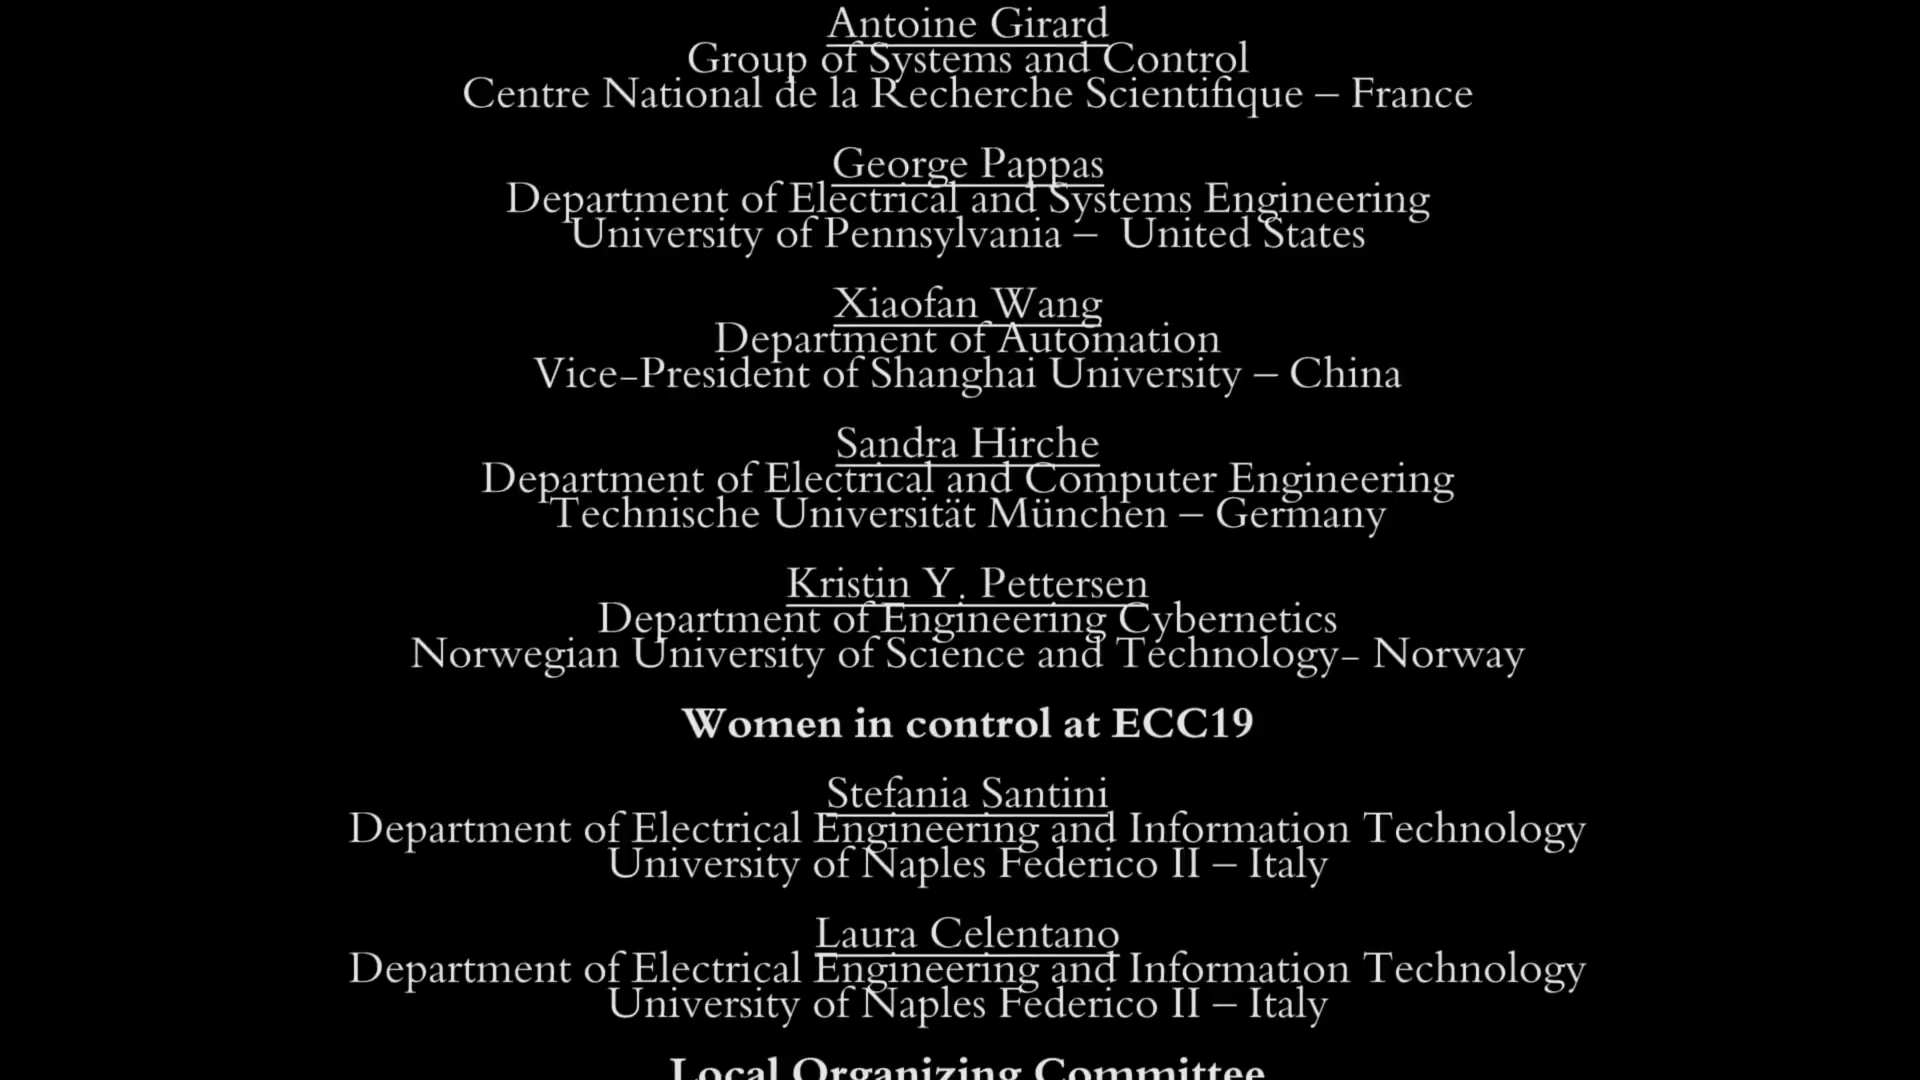 Antoine Girard
Group of Systems and Control
Centre National de la Recherche Scientifique – France
George Pappas
Department of Electrical and Systems Engineering
University of Pennsylvania –  United States
Xiaofan Wang
Department of Automation
Vice-President of Shanghai University – China
Sandra Hirche
Department of Electrical and Computer Engineering
Technische Universität München – Germany
Kristin Y. Pettersen
Department of Engineering Cybernetics
Norwegian University of Science and Technology- Norway
Women in control at ECC19
Stefania Santini
Department of Electrical Engineering and Information Technology
University of Naples Federico II – Italy
Laura Celentano
Department of Electrical Engineering and Information Technology
University of Naples Federico II – Italy
Local Organizing Committee